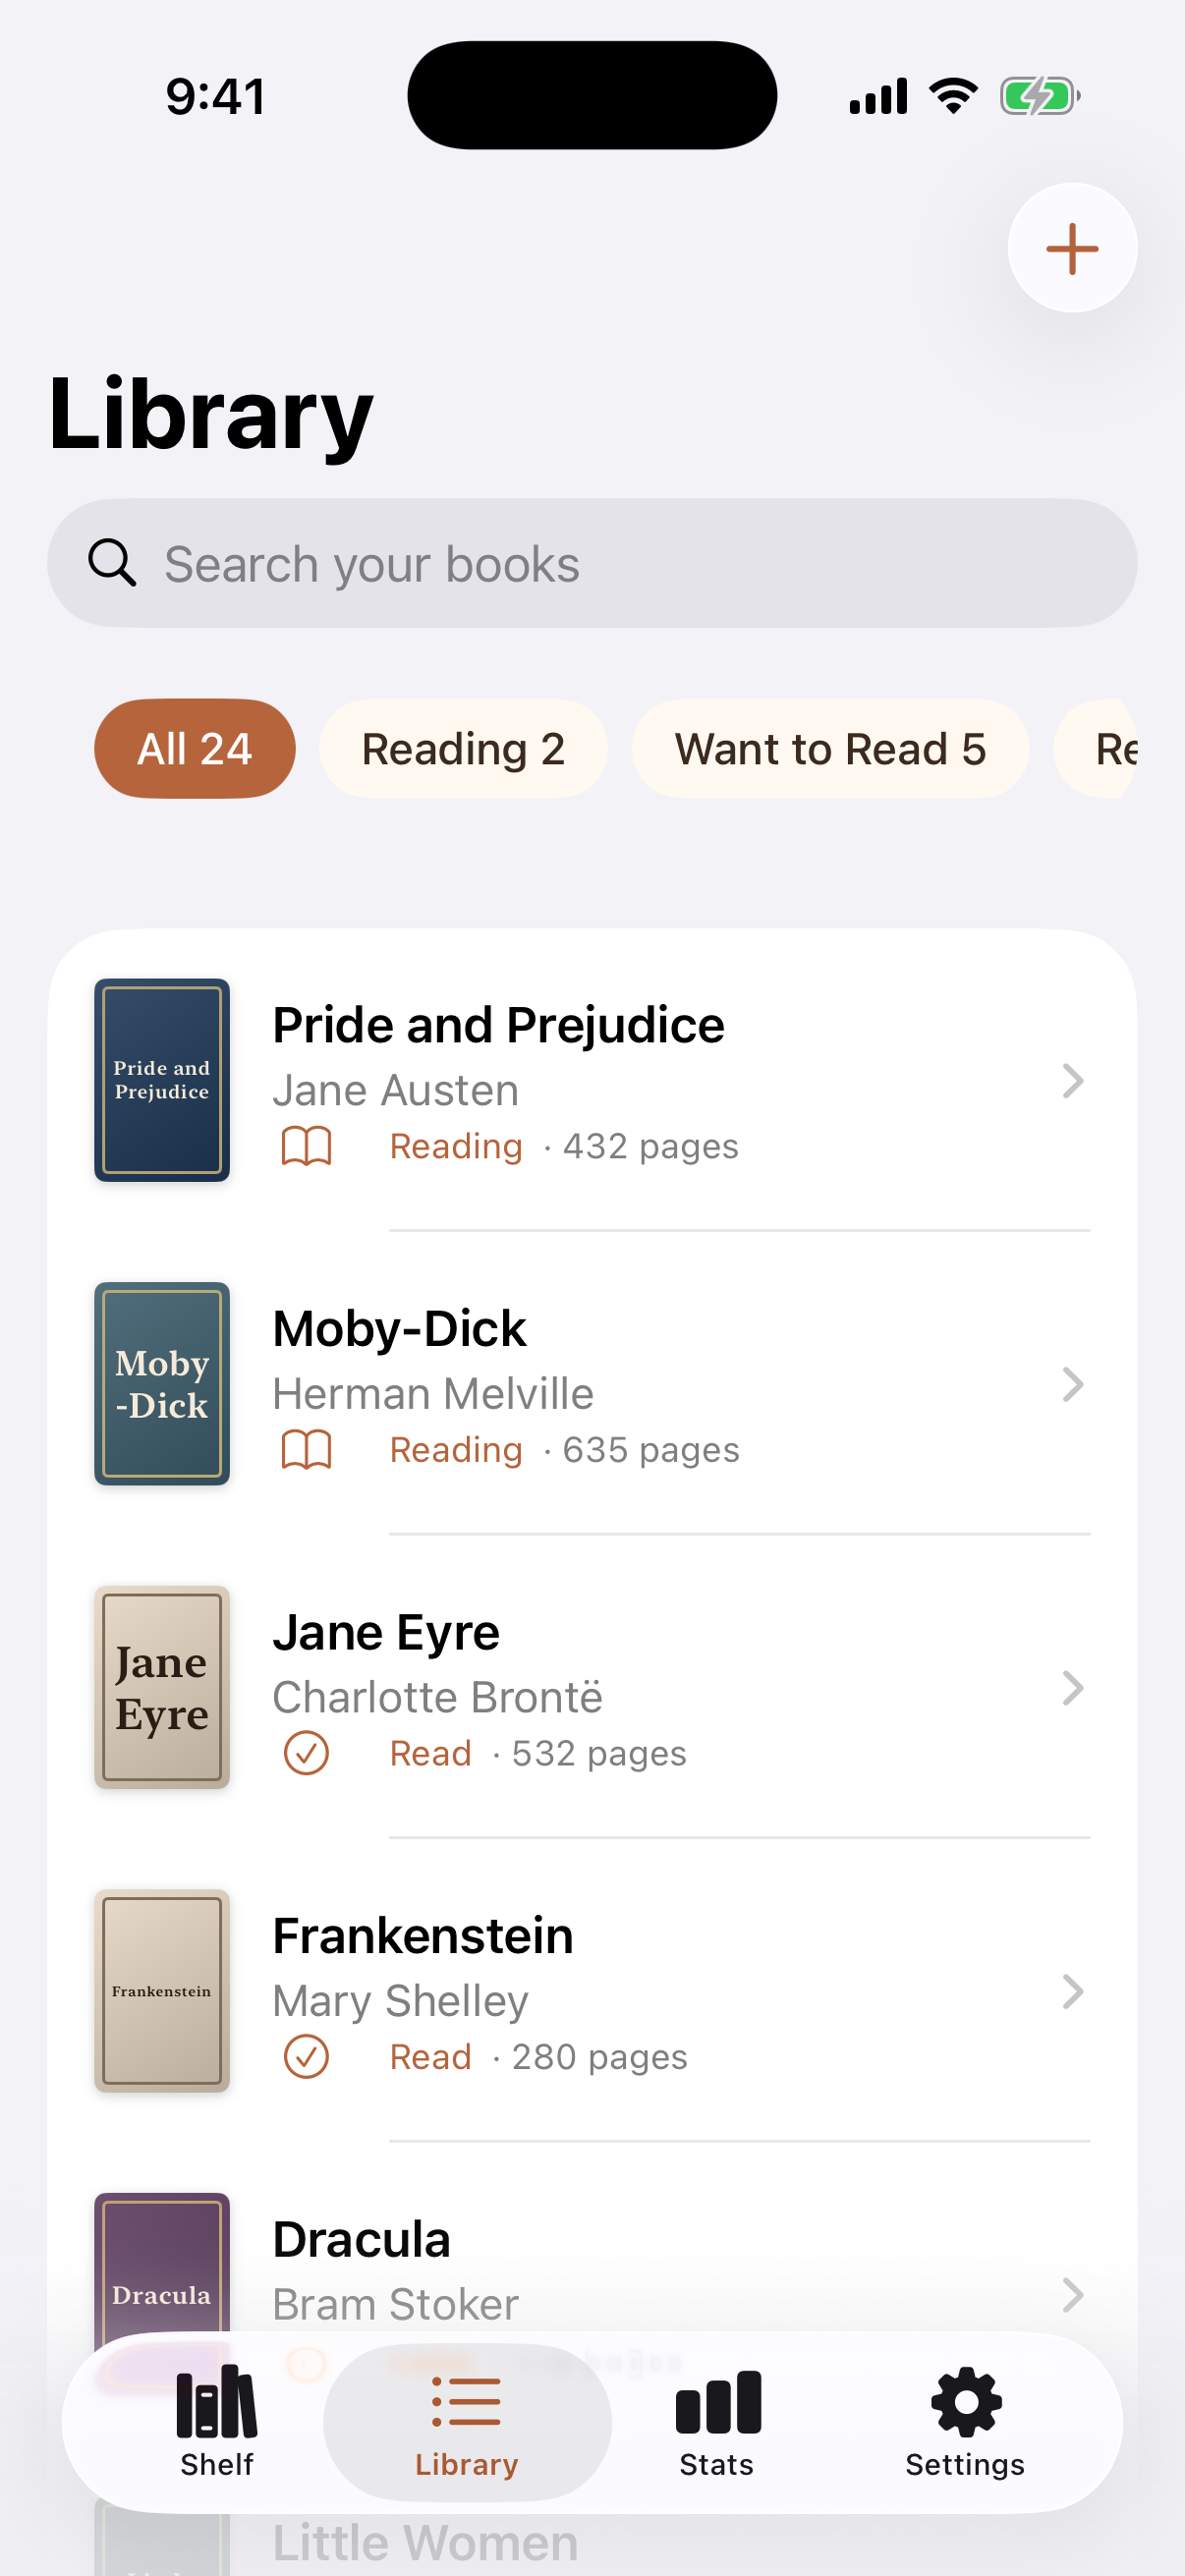 9:41
Library
Search your books
All 24
Reading 2
Want to Read 5
Re
Pride and
Prejudice
Pride and Prejudice
Jane Austen
Reading · 432 pages
Moby
-Dick
Moby-Dick
Herman Melville
Reading · 635 pages
Jane
Eyre
Jane Eyre
Charlotte Brontë
Read · 532 pages
Frankenstein
Frankenstein
Mary Shelley
Read · 280 pages
Dracula
Dracula
Bram Stoker
Shelf
Library
Stats
Settings
Little Women